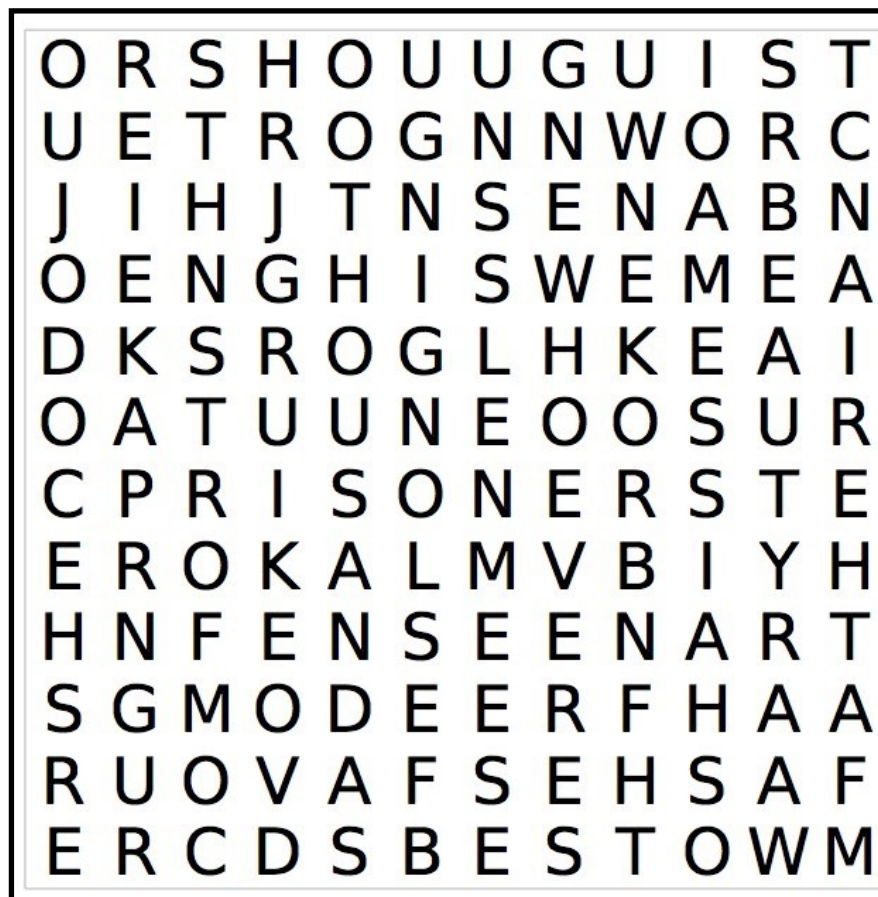 O R S H O U U G U I S T
U E T R O G N N W O R C
J I H J T N S E N A B N
O E N G H I S W E M E A
D K S R O G L H K E A I
O A T U U N E O O S U R
C P R I S O N E R S T E
E R O K A L M V B I Y H
H N F E N S E E N A R T
S G M O D E E R F H A A
R U O V A F S E H S A F
E R C D S B E S T O W M